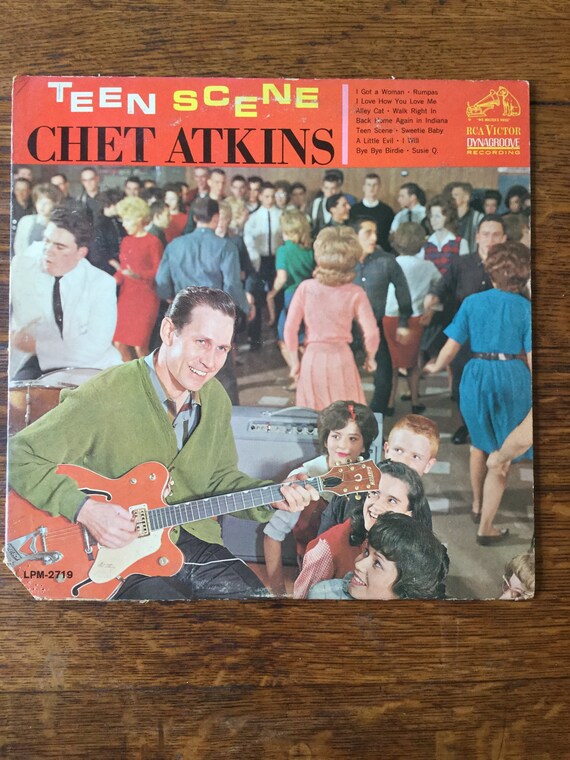 TEEN SCENE
CHET ATKINS
I Got a Woman • Rumpus
I Love How You Love Me
Alley Cat • Walk Right In
Back Home Again in Indiana
Teen Scene • Sweetie Baby
A Little Evil • I Will
Bye Bye Birdie • Susie Q.
"HIS MASTER'S VOICE"
RCA VICTOR
DYNAGROOVE
RECORDING
LPM-2719